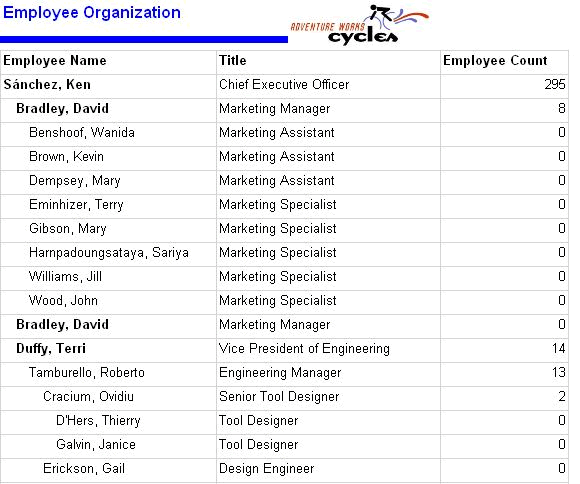 Employee Organization
ADVENTURE WORKS
cycles
Employee Name Title Employee Count
Sánchez, Ken Chief Executive Officer 295
Bradley, David Marketing Manager 8
Benshoof, Wanida Marketing Assistant 0
Brown, Kevin Marketing Assistant 0
Dempsey, Mary Marketing Assistant 0
Eminhizer, Terry Marketing Specialist 0
Gibson, Mary Marketing Specialist 0
Harnpadoungsataya, Sariya Marketing Specialist 0
Williams, Jill Marketing Specialist 0
Wood, John Marketing Specialist 0
Bradley, David Marketing Manager 0
Duffy, Terri Vice President of Engineering 14
Tamburello, Roberto Engineering Manager 13
Cracium, Ovidiu Senior Tool Designer 2
D'Hers, Thierry Tool Designer 0
Galvin, Janice Tool Designer 0
Erickson, Gail Design Engineer 0